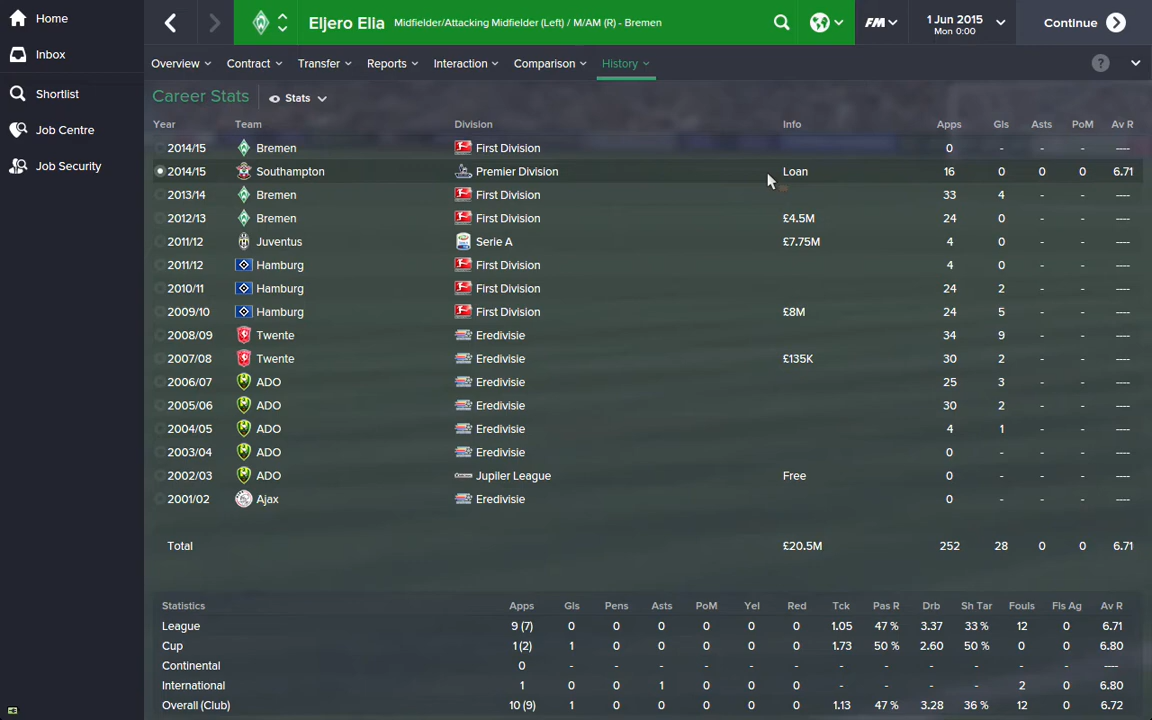 Home
Inbox
Shortlist
Job Centre
Job Security
Eljero Elia Midfielder/Attacking Midfielder (Left) / M/AM (R) - Bremen
FM
1 Jun 2015
Mon 0:00
Continue
Overview Contract Transfer Reports Interaction Comparison History ?
Career Stats Stats
Year Team Division Info Apps Gls Asts PoM Av R
2014/15 Bremen First Division 0 - - - ----
2014/15 Southampton Premier Division Loan 16 0 0 0 6.71
2013/14 Bremen First Division 33 4 - - ----
2012/13 Bremen First Division £4.5M 24 0 - - ----
2011/12 Juventus Serie A £7.75M 4 0 - - ----
2011/12 Hamburg First Division 4 0 - - ----
2010/11 Hamburg First Division 24 2 - - ----
2009/10 Hamburg First Division £8M 24 5 - - ----
2008/09 Twente Eredivisie 34 9 - - ----
2007/08 Twente Eredivisie £135K 30 2 - - ----
2006/07 ADO Eredivisie 25 3 - - ----
2005/06 ADO Eredivisie 30 2 - - ----
2004/05 ADO Eredivisie 4 1 - - ----
2003/04 ADO Eredivisie 0 - - - ----
2002/03 ADO Jupiler League Free 0 - - - ----
2001/02 Ajax Eredivisie 0 - - - ----
Total £20.5M 252 28 0 0 6.71
Statistics Apps Gls Pens Asts PoM Yel Red Tck Pas R Drb Sh Tar Fouls Fls Ag Av R
League 9 (7) 0 0 0 0 0 0 1.05 47 % 3.37 33 % 12 0 6.71
Cup 1 (2) 1 0 0 0 0 0 1.73 50 % 2.60 50 % 0 0 6.80
Continental 0 - - - - - - - - - - - - ----
International 1 0 0 1 0 0 0 - - - - 2 0 6.80
Overall (Club) 10 (9) 1 0 0 0 0 0 1.13 47 % 3.28 36 % 12 0 6.72